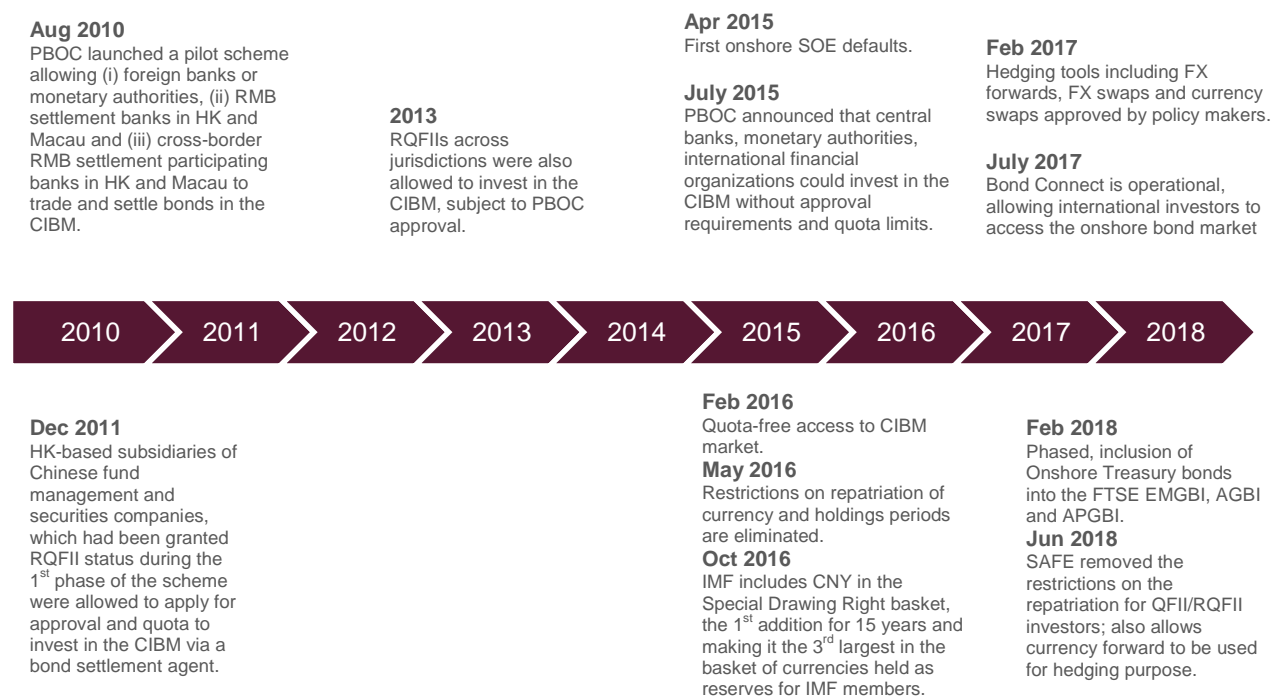 Aug 2010
PBOC launched a pilot scheme
allowing (i) foreign banks or
monetary authorities, (ii) RMB
settlement banks in HK and
Macau and (iii) cross-border
RMB settlement participating
banks in HK and Macau to
trade and settle bonds in the
CIBM.
2013
RQFIIs across
jurisdictions were also
allowed to invest in the
CIBM, subject to PBOC
approval.
Apr 2015
First onshore SOE defaults.
July 2015
PBOC announced that central
banks, monetary authorities,
international financial
organizations could invest in the
CIBM without approval
requirements and quota limits.
Feb 2017
Hedging tools including FX
forwards, FX swaps and currency
swaps approved by policy makers.
July 2017
Bond Connect is operational,
allowing international investors to
access the onshore bond market
2010 2011 2012 2013 2014 2015 2016 2017 2018
Dec 2011
HK-based subsidiaries of
Chinese fund
management and
securities companies,
which had been granted
RQFII status during the
1st phase of the scheme
were allowed to apply for
approval and quota to
invest in the CIBM via a
bond settlement agent.
Feb 2016
Quota-free access to CIBM
market.
May 2016
Restrictions on repatriation of
currency and holdings periods
are eliminated.
Oct 2016
IMF includes CNY in the
Special Drawing Right basket,
the 1st addition for 15 years and
making it the 3rd largest in the
basket of currencies held as
reserves for IMF members.
Feb 2018
Phased, inclusion of
Onshore Treasury bonds
into the FTSE EMGBI, AGBI
and APGBI.
Jun 2018
SAFE removed the
restrictions on the
repatriation for QFII/RQFII
investors; also allows
currency forward to be used
for hedging purpose.